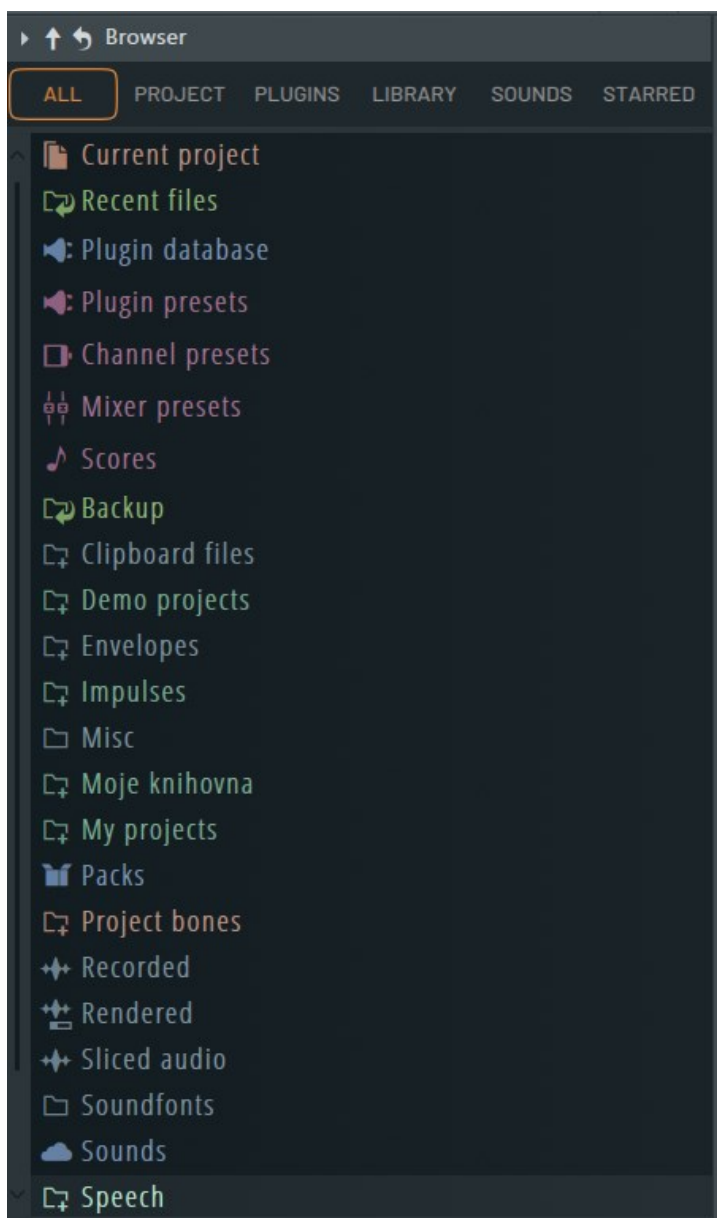 Browser
ALL PROJECT PLUGINS LIBRARY SOUNDS STARRED
Current project
Recent files
Plugin database
Plugin presets
Channel presets
Mixer presets
Scores
Backup
Clipboard files
Demo projects
Envelopes
Impulses
Misc
Moje knihovna
My projects
Packs
Project bones
Recorded
Rendered
Sliced audio
Soundfonts
Sounds
Speech